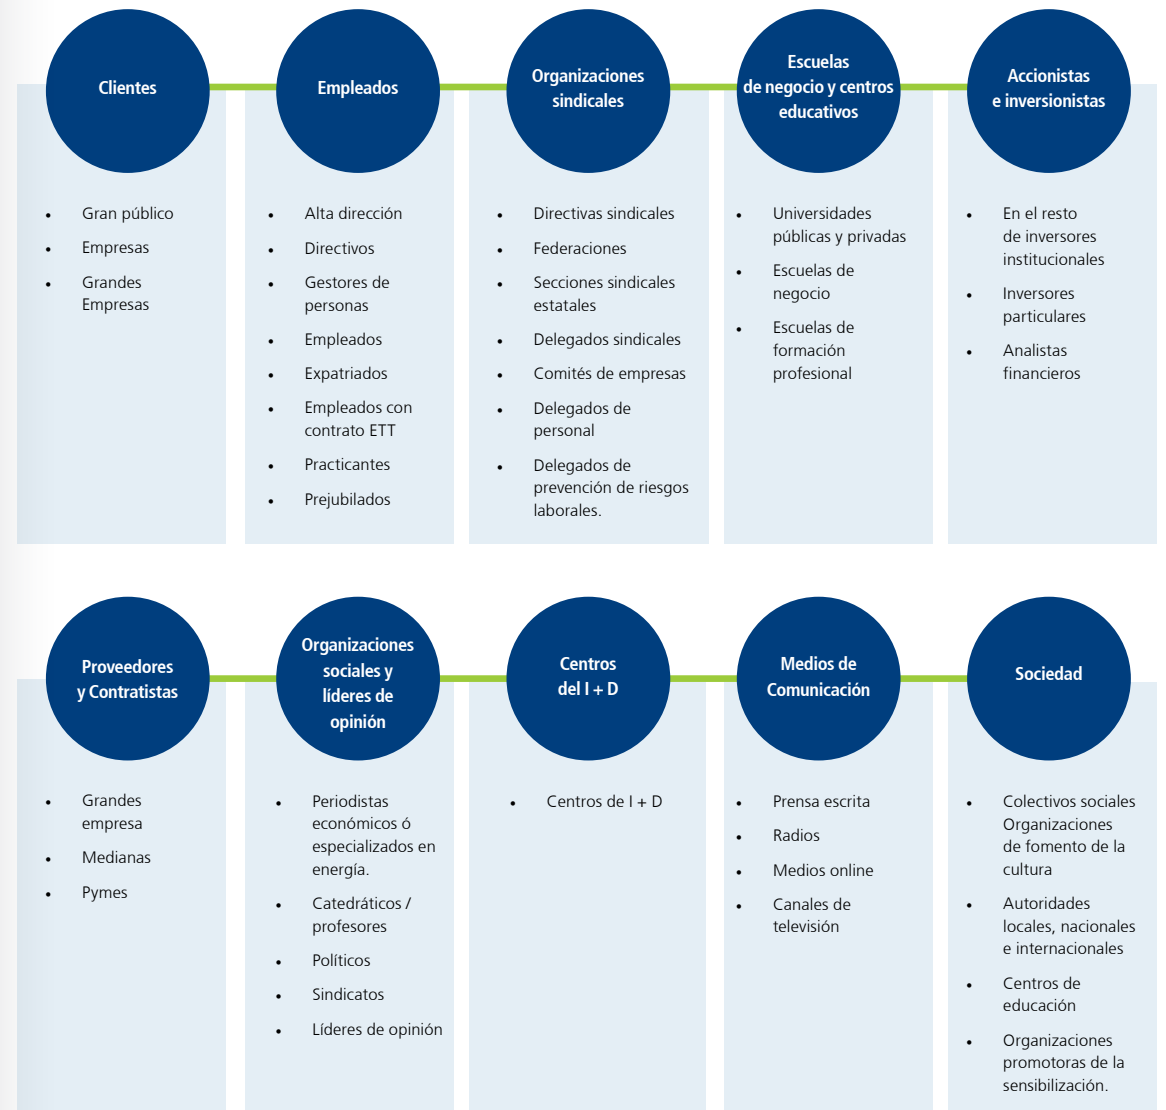 Clientes
Gran público
Empresas
Grandes
Empresas
Empleados
Alta dirección
Directivos
Gestores de
personas
Empleados
Expatriados
Empleados con
contrato ETT
Practicantes
Prejubilados
Organizaciones
sindicales
Directivas sindicales
Federaciones
Secciones sindicales
estatales
Delegados sindicales
Comités de empresas
Delegados de
personal
Delegados de
prevención de riesgos
laborales.
Escuelas
de negocio y centros
educativos
Universidades
públicas y privadas
Escuelas de
negocio
Escuelas de
formación
profesional
Accionistas
e inversionistas
En el resto
de inversores
institucionales
Inversores
particulares
Analistas
financieros
Proveedores
y Contratistas
Grandes
empresa
Medianas
Pymes
Organizaciones
sociales y
líderes de
opinión
Periodistas
económicos ó
especializados en
energía.
Catedráticos /
profesores
Políticos
Sindicatos
Líderes de opinión
Centros
del I + D
Centros de I + D
Medios de
Comunicación
Prensa escrita
Radios
Medios online
Canales de
televisión
Sociedad
Colectivos sociales
Organizaciones
de fomento de la
cultura
Autoridades
locales, nacionales
e internacionales
Centros de
educación
Organizaciones
promotoras de la
sensibilización.